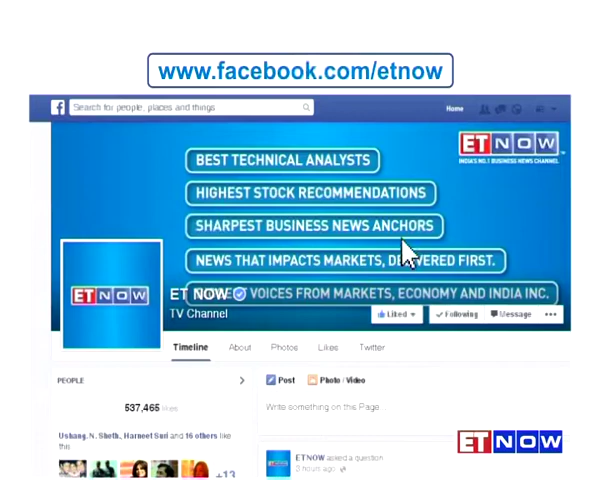 www.facebook.com/etnow
Search for people, places and things
Home
ET NOW
INDIA'S NO.1 BUSINESS NEWS CHANNEL
BEST TECHNICAL ANALYSTS
HIGHEST STOCK RECOMMENDATIONS
SHARPEST BUSINESS NEWS ANCHORS
NEWS THAT IMPACTS MARKETS, DELIVERED FIRST.
VOICES FROM MARKETS, ECONOMY AND INDIA INC.
ET NOW
ET NOW
TV Channel
Liked
Following
Message
Timeline
About
Photos
Likes
Twitter
PEOPLE
Post
Photo / Video
537,465 likes
Write something on this Page
Ushang. N. Sheth., Harneet Suri and 16 others like
this
ET NOW
ETNOW asked a question
2 hours ago
+13